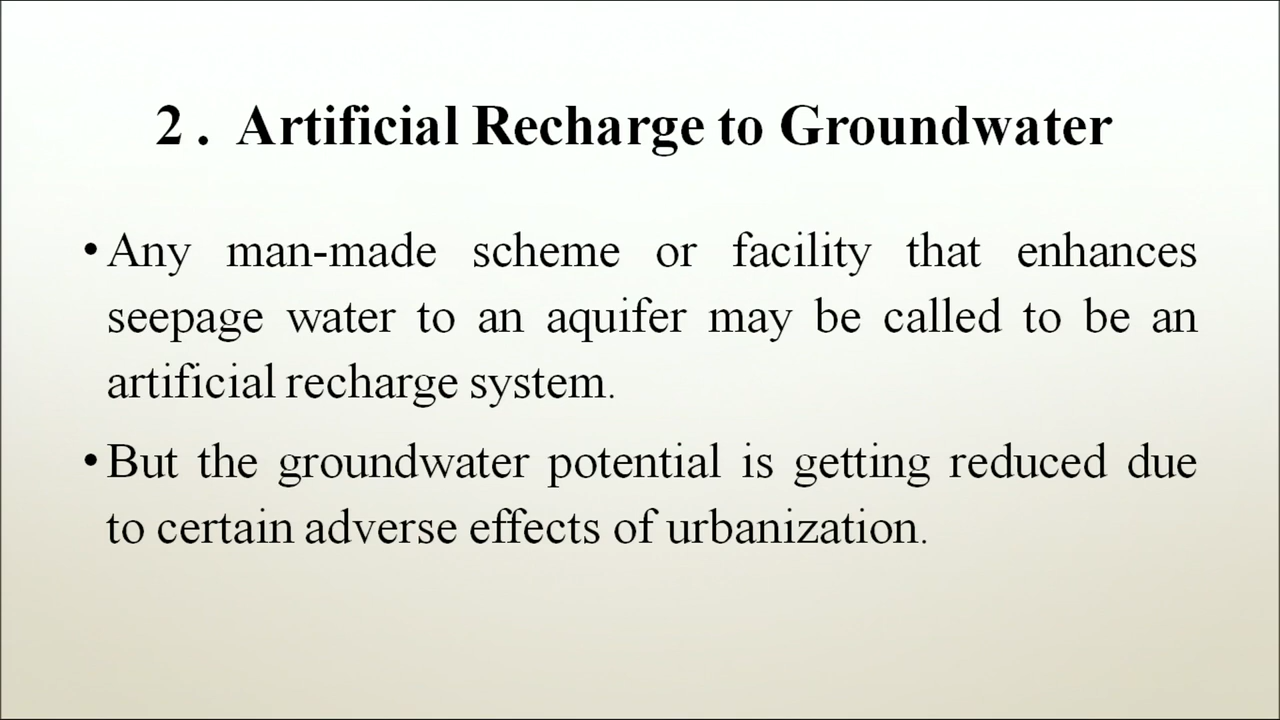 2 . Artificial Recharge to Groundwater
• Any man-made scheme or facility that enhances
seepage water to an aquifer may be called to be an
artificial recharge system.
• But the groundwater potential is getting reduced due
to certain adverse effects of urbanization.